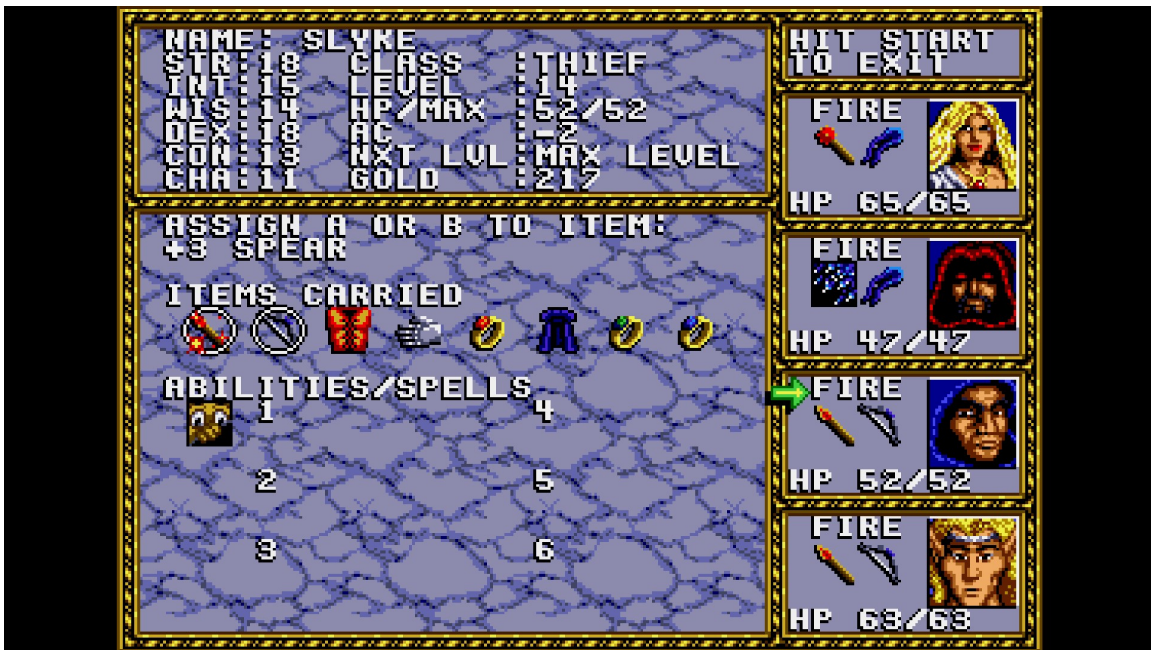 NAME: SLYKE
STR:18 CLASS :THIEF
INT:15 LEVEL :14
WIS:14 HP/MAX :52/52
DEX:18 AC :-2
CON:13 NXT LVL:MAX LEVEL
CHA:11 GOLD :217
ASSIGN A OR B TO ITEM:
+3 SPEAR
ITEMS CARRIED
ABILITIES/SPELLS
1 4
2 5
3 6
HIT START
TO EXIT
FIRE
HP 65/65
FIRE
HP 47/47
FIRE
HP 52/52
FIRE
HP 63/63